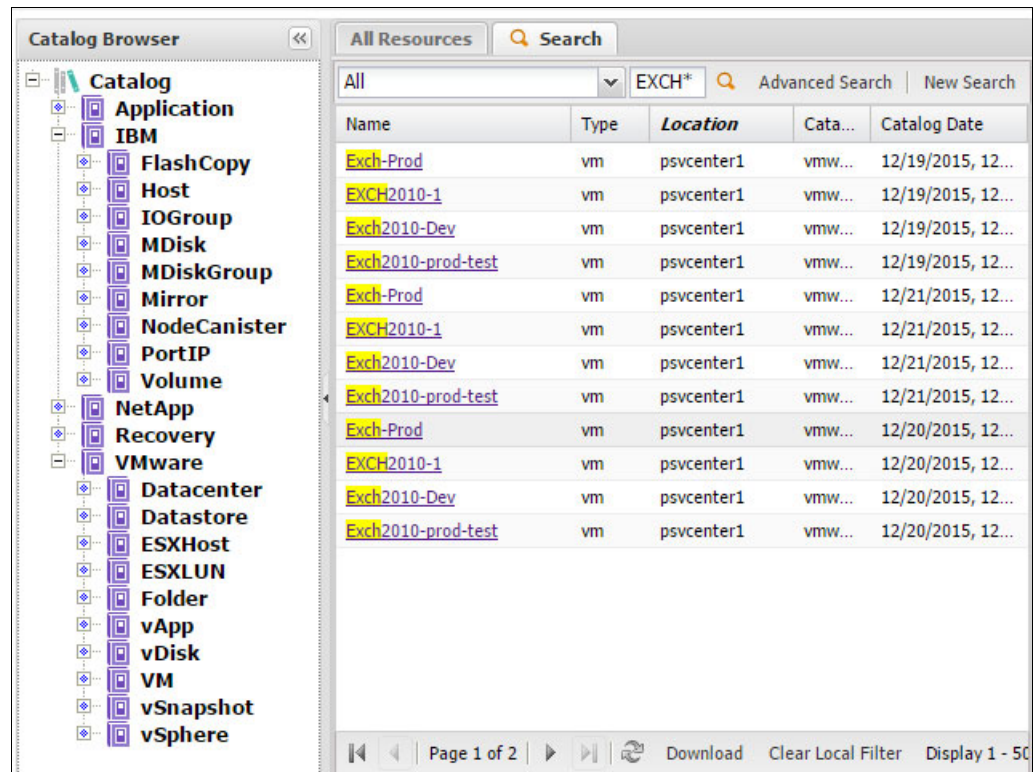 Catalog Browser
Catalog
Application
IBM
FlashCopy
Host
IOGroup
MDisk
MDiskGroup
Mirror
NodeCanister
PortIP
Volume
NetApp
Recovery
VMware
Datacenter
Datastore
ESXHost
ESXLUN
Folder
vApp
vDisk
VM
vSnapshot
vSphere
All Resources Search
All EXCH* Advanced Search New Search
Name Type Location Cata... Catalog Date
Exch-Prod vm psvcenter1 vmw... 12/19/2015, 12...
EXCH2010-1 vm psvcenter1 vmw... 12/19/2015, 12...
Exch2010-Dev vm psvcenter1 vmw... 12/19/2015, 12...
Exch2010-prod-test vm psvcenter1 vmw... 12/19/2015, 12...
Exch-Prod vm psvcenter1 vmw... 12/21/2015, 12...
EXCH2010-1 vm psvcenter1 vmw... 12/21/2015, 12...
Exch2010-Dev vm psvcenter1 vmw... 12/21/2015, 12...
Exch2010-prod-test vm psvcenter1 vmw... 12/21/2015, 12...
Exch-Prod vm psvcenter1 vmw... 12/20/2015, 12...
EXCH2010-1 vm psvcenter1 vmw... 12/20/2015, 12...
Exch2010-Dev vm psvcenter1 vmw... 12/20/2015, 12...
Exch2010-prod-test vm psvcenter1 vmw... 12/20/2015, 12...
Page 1 of 2 Download Clear Local Filter Display 1 - 50